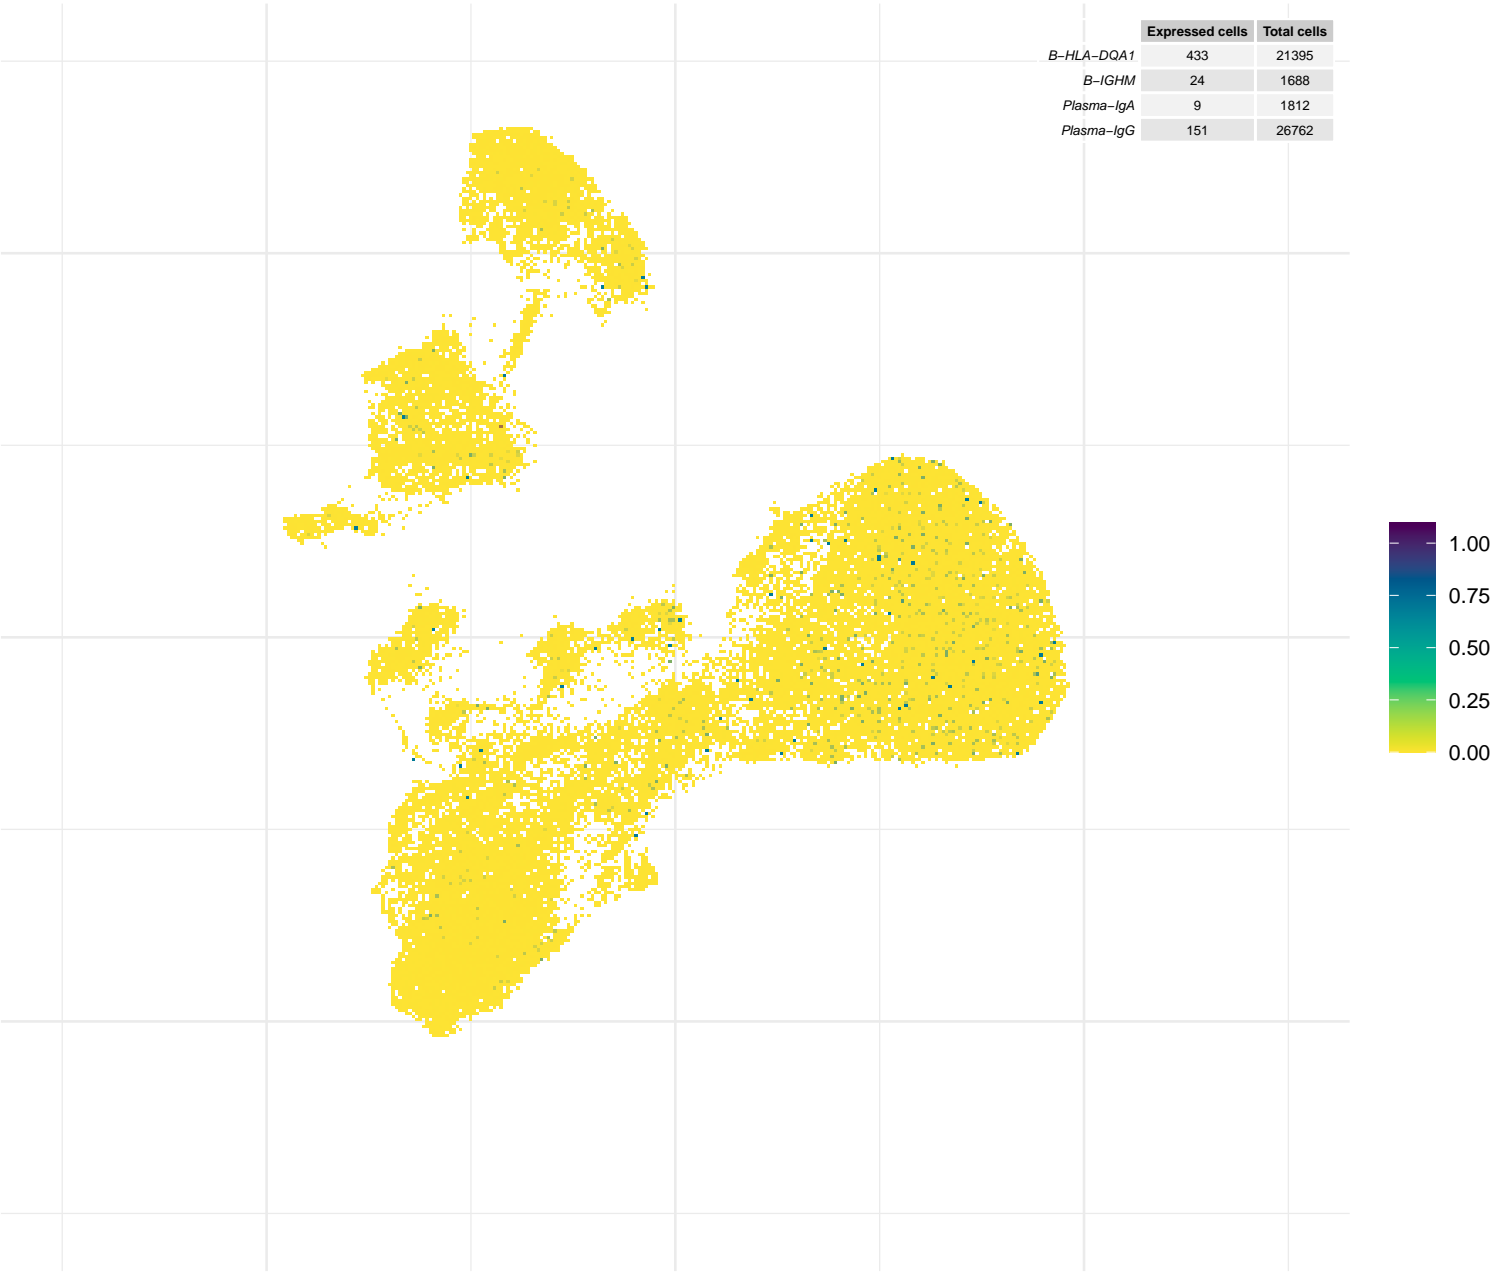 Expressed cells Total cells
B−HLA−DQA1 433 21395
B−IGHM 24 1688
Plasma−IgA 9 1812
Plasma−IgG 151 26762
1.00
0.75
0.50
0.25
0.00